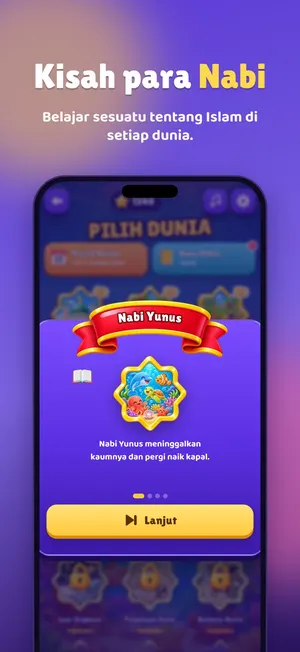 Kisah para Nabi
Belajar sesuatu tentang Islam di
setiap dunia.
PILIH DUNIA
Nabi Yunus
Nabi Yunus meninggalkan
kaumnya dan pergi naik kapal.
Lanjut